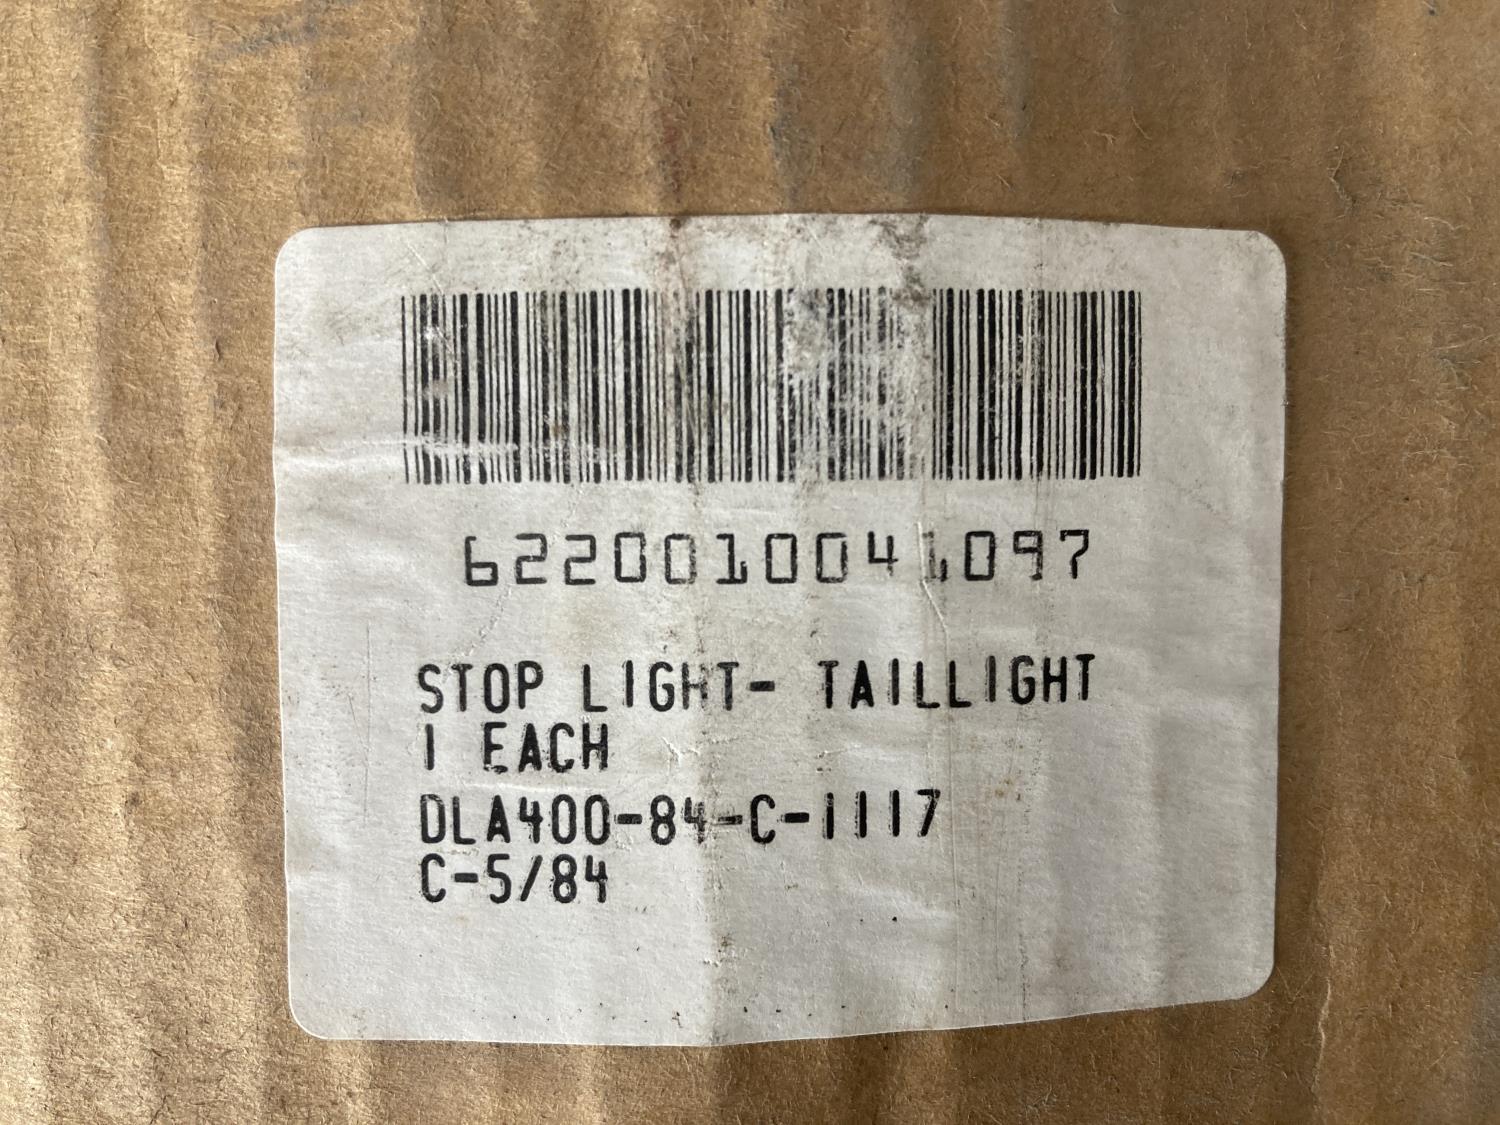 6220010041097
STOP LIGHT- TAILLIGHT
1 EACH
DLA400-84-C-1117
C-5/84